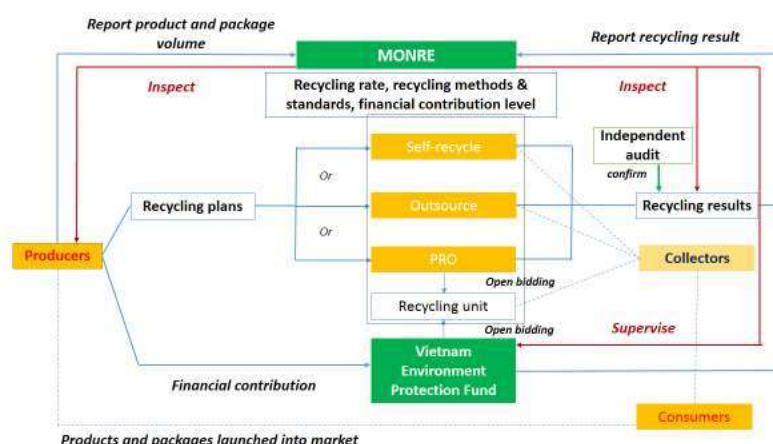 Report product and package
volume
MONRE
Report recycling result
Inspect
Recycling rate, recycling methods &
standards, financial contribution level
Inspect
Self-recycle
Independent
audit
confirm
Or
Recycling plans
Outsource
Recycling results
Or
Producers
PRO
Collectors
Open bidding
Recycling unit
Open bidding
Supervise
Vietnam
Environment
Protection Fund
Financial contribution
Consumers
Products and packages launched into market